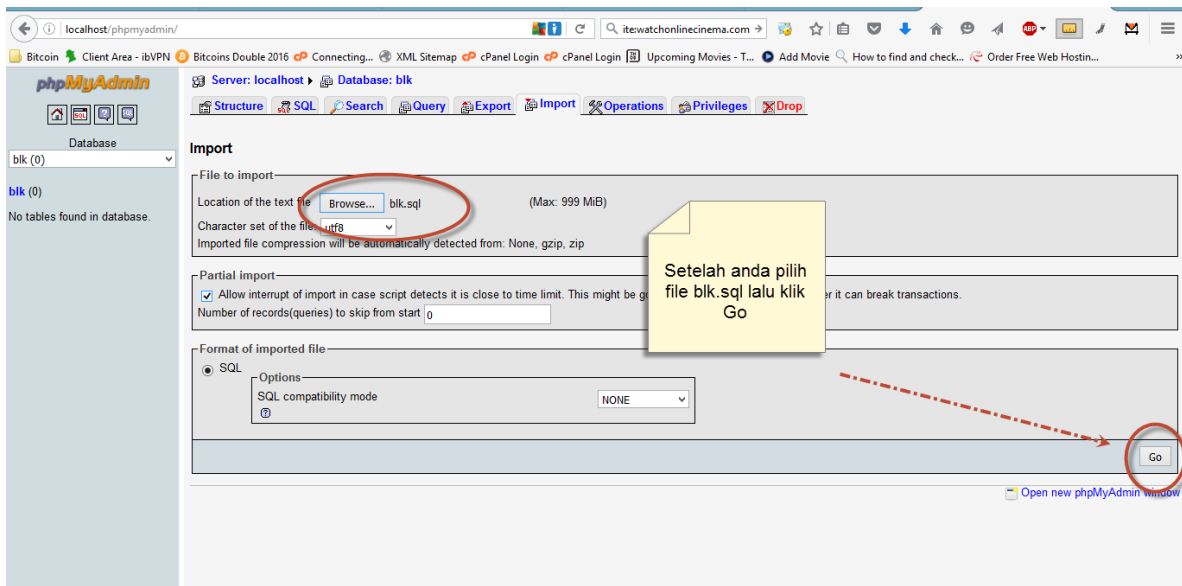 localhost/phpmyadmin/
ite:watchonlinecinema.com
ABP
Bitcoin Client Area - ibVPN Bitcoins Double 2016 cP Connecting... XML Sitemap cP cPanel Login cP cPanel Login Upcoming Movies - T... Add Movie How to find and check... Order Free Web Hostin...
phpMyAdmin
Server: localhost Database: blk
Structure SQL Search Query Export Import Operations Privileges Drop
Database
blk (0)
blk (0)
No tables found in database.
Import
File to import
Location of the text file Browse... blk.sql (Max: 999 MiB)
Character set of the file: utf8
Imported file compression will be automatically detected from: None, gzip, zip
Partial import
Allow interrupt of import in case script detects it is close to time limit. This might be it can break transactions.
Number of records(queries) to skip from start 0
Format of imported file
SQL
Options
SQL compatibility mode NONE
Setelah anda pilih
file blk.sql lalu klik
Go
Go
Open new phpMyAdmin window